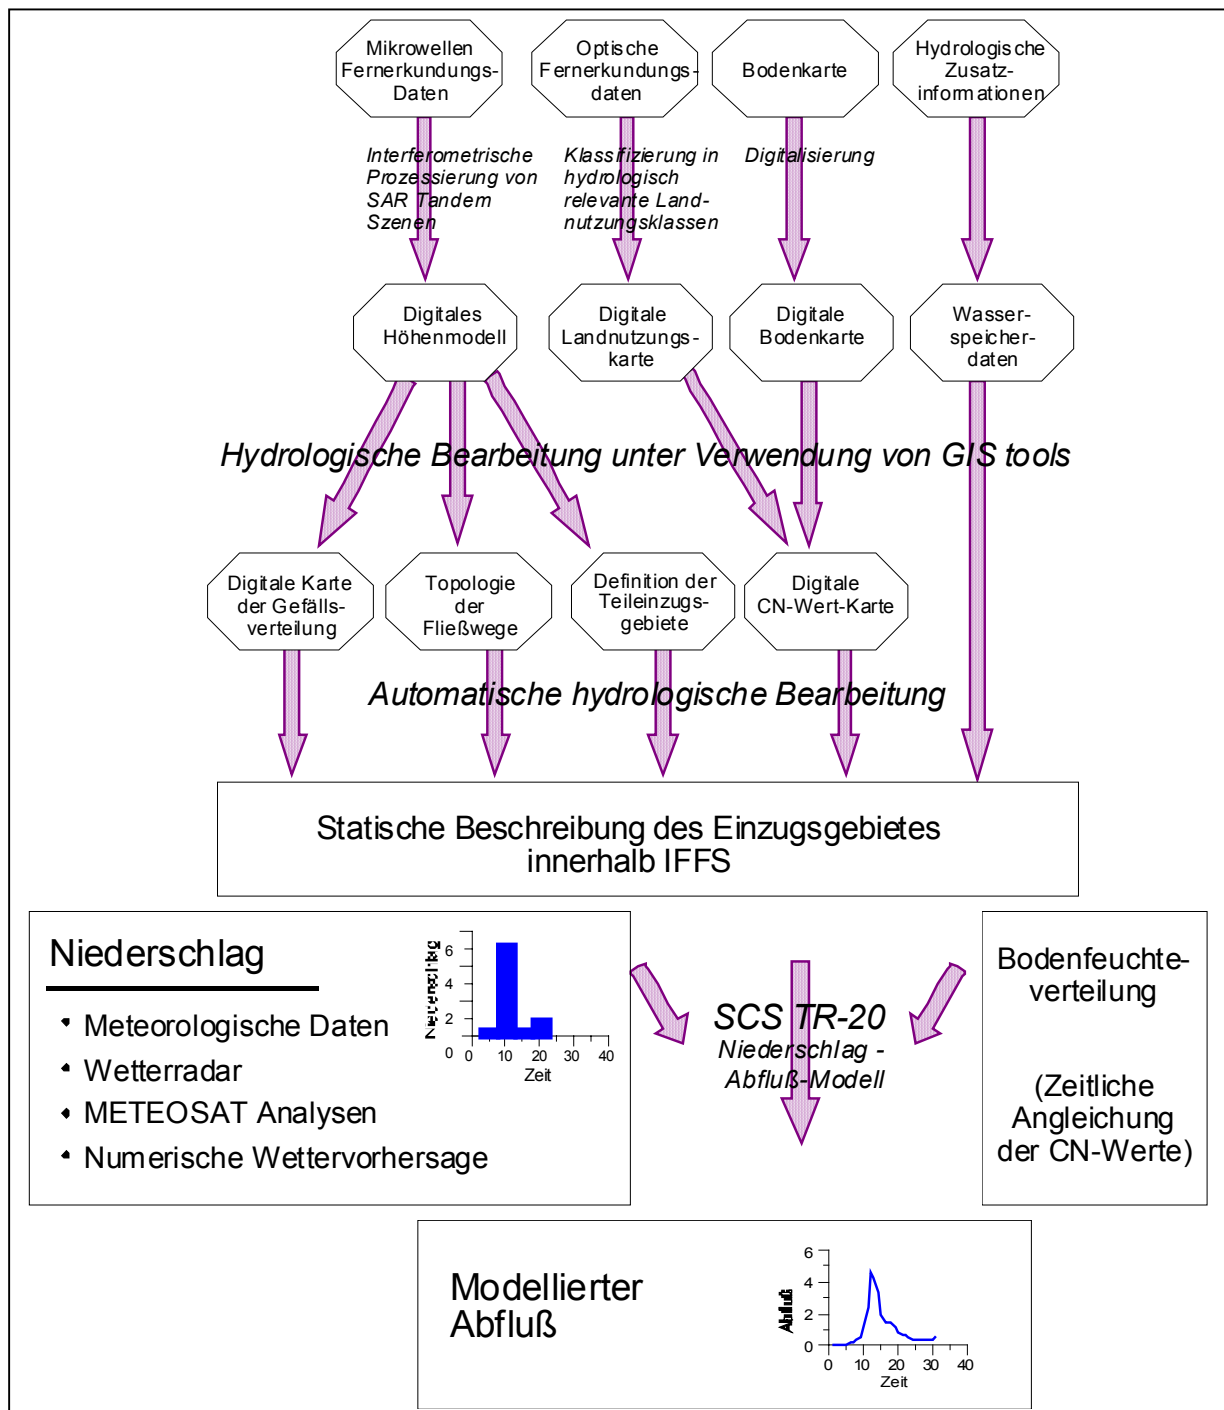 Mikrowellen
Fernerkundungs-
Daten
Optische
Fernerkundungs-
daten
Bodenkarte
Hydrologische
Zusatz-
informationen
Interferometrische
Prozessierung von
SAR Tandem
Szenen
Klassifizierung in
hydrologisch
relevante Land-
nutzungsklassen
Digitalisierung
Digitales
Höhenmodell
Digitale
Landnutzungs-
karte
Digitale
Bodenkarte
Wasser-
speicher-
daten
Hydrologische Bearbeitung unter Verwendung von GIS tools
Digitale Karte
der Gefälls-
verteilung
Topologie
der
Fließwege
Definition der
Teileinzugs-
gebiete
Digitale
CN-Wert-Karte
Automatische hydrologische Bearbeitung
Statische Beschreibung des Einzugsgebietes
innerhalb IFFS
Niederschlag
• Meteorologische Daten
• Wetterradar
• METEOSAT Analysen
• Numerische Wettervorhersage
Niederschlag
6
4
2
0
0 10 20 30 40
Zeit
SCS TR-20
Niederschlag -
Abfluß-Modell
Bodenfeuchte-
verteilung
(Zeitliche
Angleichung
der CN-Werte)
Modellierter
Abfluß
Abfluß
6
4
2
0
0 10 20 30 40
Zeit